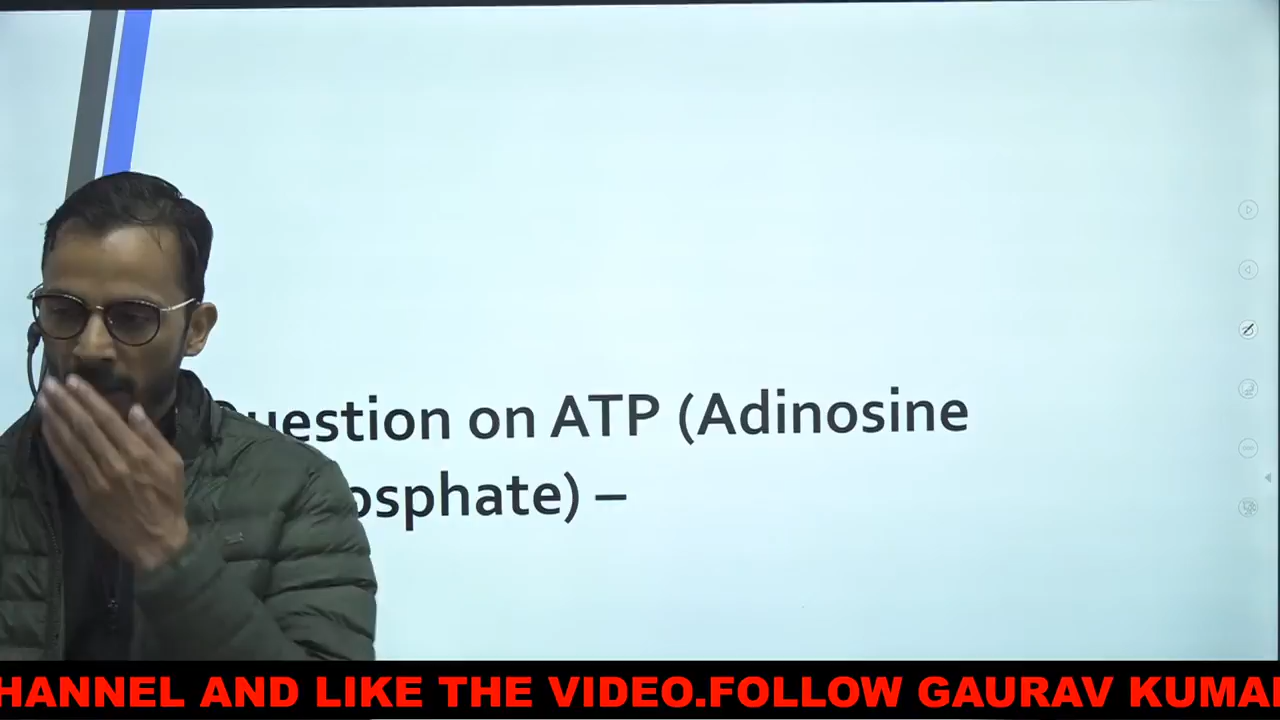 uestion on ATP (Adinosine
osphate) –
HANNEL AND LIKE THE VIDEO.FOLLOW GAURAV KUMA